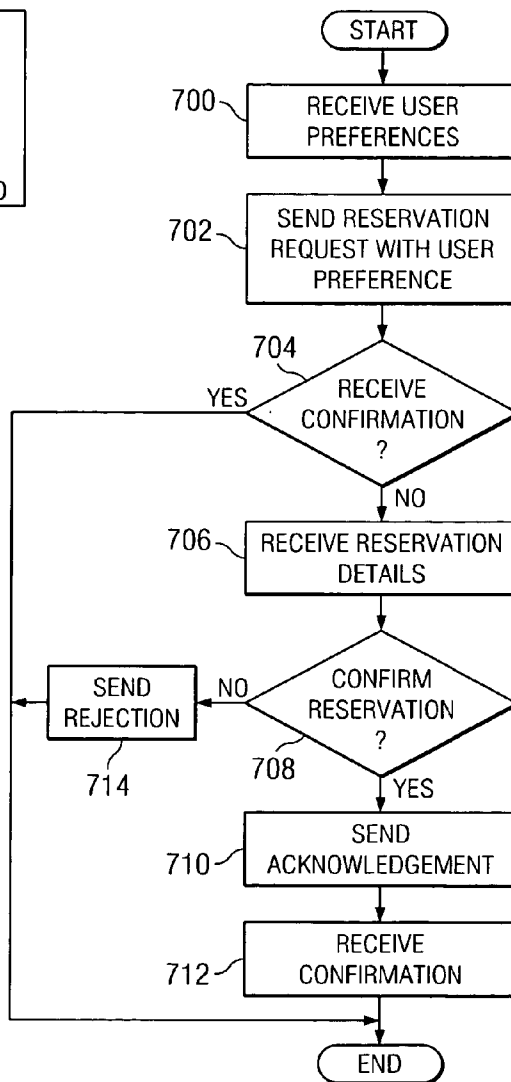 START
700
RECEIVE USER
PREFERENCES
702
SEND RESERVATION
REQUEST WITH USER
PREFERENCE
704
YES
RECEIVE
CONFIRMATION
?
NO
706
RECEIVE RESERVATION
DETAILS
SEND
REJECTION
714
NO
CONFIRM
RESERVATION
?
708
YES
710
SEND
ACKNOWLEDGEMENT
712
RECEIVE
CONFIRMATION
END